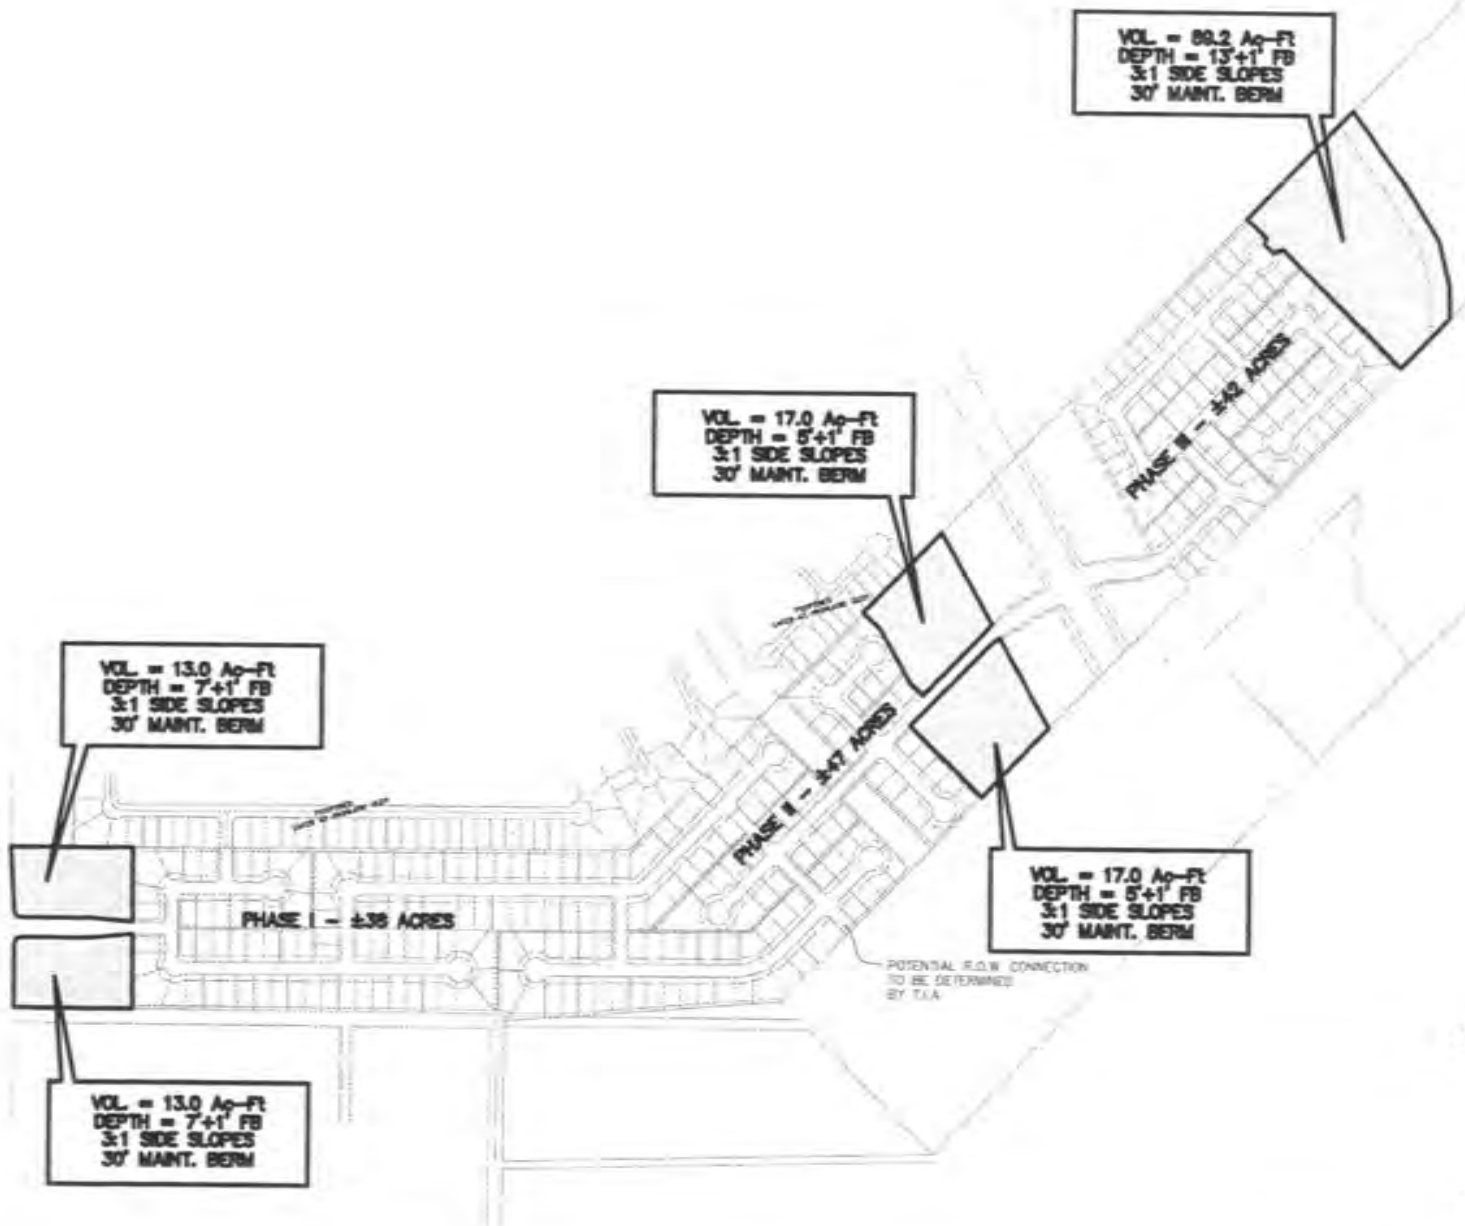 VOL. = 89.2 Ac-Ft
DEPTH = 13'+1' FB
3:1 SIDE SLOPES
30' MAINT. BERM
PHASE III - ±42 ACRES
VOL. = 17.0 Ac-Ft
DEPTH = 5'+1' FB
3:1 SIDE SLOPES
30' MAINT. BERM
VOL. = 13.0 Ac-Ft
DEPTH = 7'+1' FB
3:1 SIDE SLOPES
30' MAINT. BERM
PHASE II - ±47 ACRES
VOL. = 17.0 Ac-Ft
DEPTH = 5'+1' FB
3:1 SIDE SLOPES
30' MAINT. BERM
PHASE I - ±38 ACRES
POTENTIAL R.O.W. CONNECTION
TO BE DETERMINED
BY T.I.A.
VOL. = 13.0 Ac-Ft
DEPTH = 7'+1' FB
3:1 SIDE SLOPES
30' MAINT. BERM